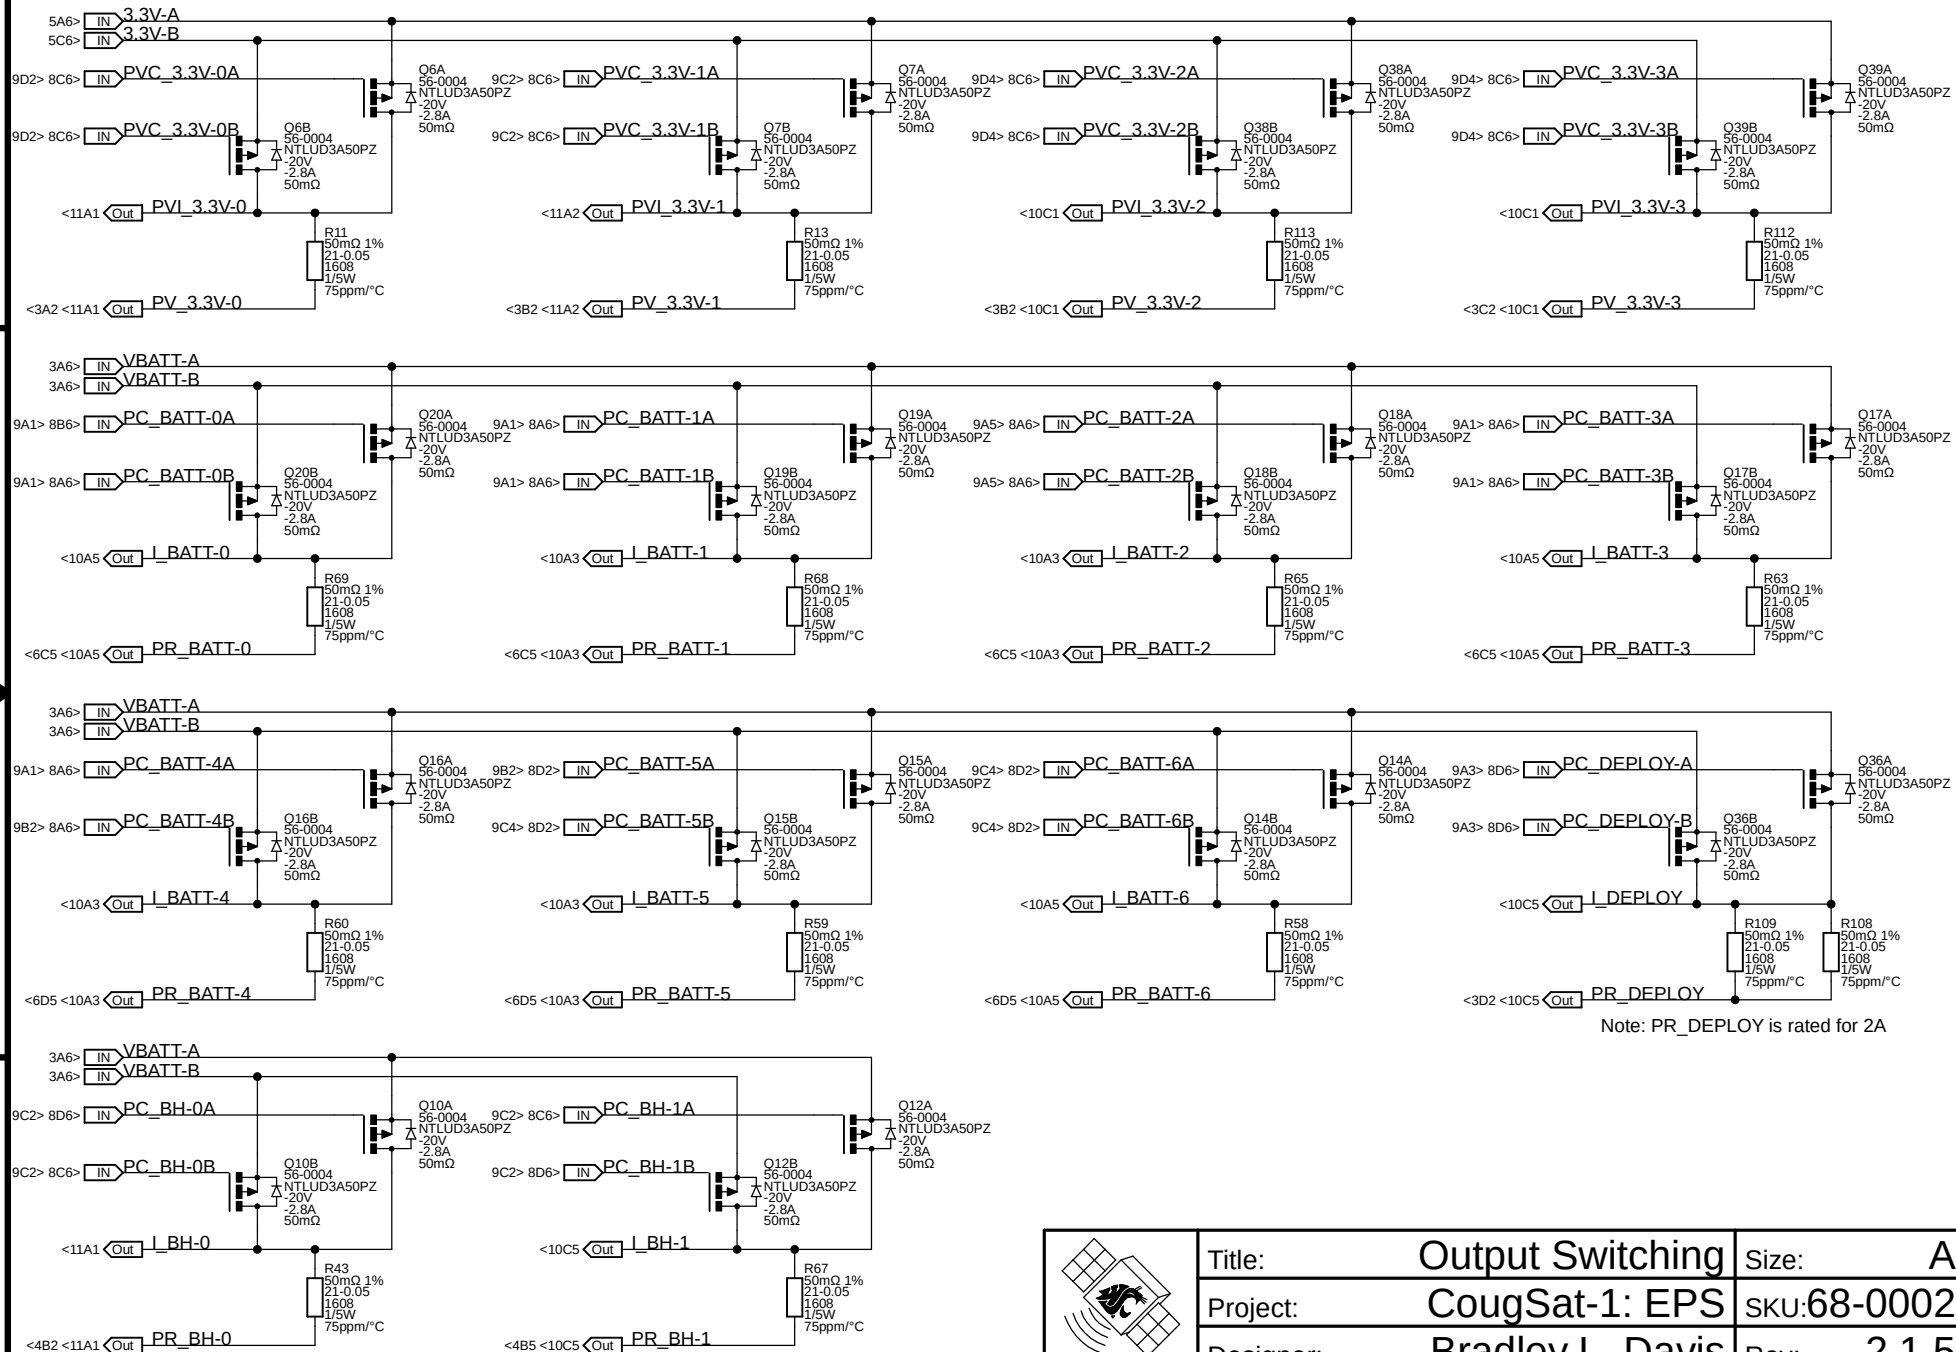 5A6> IN 3.3V-A
5C6> IN 3.3V-B
9D2> 8C6> IN PVC_3.3V-0A
Q6A
56-0004
NTLUD3A50PZ
-20V
-2.8A
50mΩ
9C2> 8C6> IN PVC_3.3V-1A
Q7A
56-0004
NTLUD3A50PZ
-20V
-2.8A
50mΩ
9D4> 8C6> IN PVC_3.3V-2A
Q38A
56-0004
NTLUD3A50PZ
-20V
-2.8A
50mΩ
9D4> 8C6> IN PVC_3.3V-3A
Q39A
56-0004
NTLUD3A50PZ
-20V
-2.8A
50mΩ
9D2> 8C6> IN PVC_3.3V-0B
Q6B
56-0004
NTLUD3A50PZ
-20V
-2.8A
50mΩ
9C2> 8C6> IN PVC_3.3V-1B
Q7B
56-0004
NTLUD3A50PZ
-20V
-2.8A
50mΩ
9D4> 8C6> IN PVC_3.3V-2B
Q38B
56-0004
NTLUD3A50PZ
-20V
-2.8A
50mΩ
9D4> 8C6> IN PVC_3.3V-3B
Q39B
56-0004
NTLUD3A50PZ
-20V
-2.8A
50mΩ
<11A1 Out PVI_3.3V-0
<11A2 Out PVI_3.3V-1
<10C1 Out PVI_3.3V-2
<10C1 Out PVI_3.3V-3
R11
50mΩ 1%
21-0.05
1608
1/5W
75ppm/°C
R13
50mΩ 1%
21-0.05
1608
1/5W
75ppm/°C
R113
50mΩ 1%
21-0.05
1608
1/5W
75ppm/°C
R112
50mΩ 1%
21-0.05
1608
1/5W
75ppm/°C
<3A2 <11A1 Out PV_3.3V-0
<3B2 <11A2 Out PV_3.3V-1
<3B2 <10C1 Out PV_3.3V-2
<3C2 <10C1 Out PV_3.3V-3
3A6> IN VBATT-A
3A6> IN VBATT-B
9A1> 8B6> IN PC_BATT-0A
Q20A
56-0004
NTLUD3A50PZ
-20V
-2.8A
50mΩ
9A1> 8A6> IN PC_BATT-1A
Q19A
56-0004
NTLUD3A50PZ
-20V
-2.8A
50mΩ
9A5> 8A6> IN PC_BATT-2A
Q18A
56-0004
NTLUD3A50PZ
-20V
-2.8A
50mΩ
9A1> 8A6> IN PC_BATT-3A
Q17A
56-0004
NTLUD3A50PZ
-20V
-2.8A
50mΩ
9A1> 8A6> IN PC_BATT-0B
Q20B
56-0004
NTLUD3A50PZ
-20V
-2.8A
50mΩ
9A1> 8A6> IN PC_BATT-1B
Q19B
56-0004
NTLUD3A50PZ
-20V
-2.8A
50mΩ
9A5> 8A6> IN PC_BATT-2B
Q18B
56-0004
NTLUD3A50PZ
-20V
-2.8A
50mΩ
9A1> 8A6> IN PC_BATT-3B
Q17B
56-0004
NTLUD3A50PZ
-20V
-2.8A
50mΩ
<10A5 Out I_BATT-0
<10A3 Out I_BATT-1
<10A3 Out I_BATT-2
<10A5 Out I_BATT-3
R69
50mΩ 1%
21-0.05
1608
1/5W
75ppm/°C
R68
50mΩ 1%
21-0.05
1608
1/5W
75ppm/°C
R65
50mΩ 1%
21-0.05
1608
1/5W
75ppm/°C
R63
50mΩ 1%
21-0.05
1608
1/5W
75ppm/°C
<6C5 <10A5 Out PR_BATT-0
<6C5 <10A3 Out PR_BATT-1
<6C5 <10A3 Out PR_BATT-2
<6C5 <10A5 Out PR_BATT-3
3A6> IN VBATT-A
3A6> IN VBATT-B
9A1> 8A6> IN PC_BATT-4A
Q16A
56-0004
NTLUD3A50PZ
-20V
-2.8A
50mΩ
9B2> 8D2> IN PC_BATT-5A
Q15A
56-0004
NTLUD3A50PZ
-20V
-2.8A
50mΩ
9C4> 8D2> IN PC_BATT-6A
Q14A
56-0004
NTLUD3A50PZ
-20V
-2.8A
50mΩ
9A3> 8D6> IN PC_DEPLOY-A
Q36A
56-0004
NTLUD3A50PZ
-20V
-2.8A
50mΩ
9B2> 8A6> IN PC_BATT-4B
Q16B
56-0004
NTLUD3A50PZ
-20V
-2.8A
50mΩ
9C4> 8D2> IN PC_BATT-5B
Q15B
56-0004
NTLUD3A50PZ
-20V
-2.8A
50mΩ
9C4> 8D2> IN PC_BATT-6B
Q14B
56-0004
NTLUD3A50PZ
-20V
-2.8A
50mΩ
9A3> 8D6> IN PC_DEPLOY-B
Q36B
56-0004
NTLUD3A50PZ
-20V
-2.8A
50mΩ
<10A3 Out I_BATT-4
<10A3 Out I_BATT-5
<10A5 Out I_BATT-6
<10C5 Out I_DEPLOY
R60
50mΩ 1%
21-0.05
1608
1/5W
75ppm/°C
R59
50mΩ 1%
21-0.05
1608
1/5W
75ppm/°C
R58
50mΩ 1%
21-0.05
1608
1/5W
75ppm/°C
R109
50mΩ 1%
21-0.05
1608
1/5W
75ppm/°C
R108
50mΩ 1%
21-0.05
1608
1/5W
75ppm/°C
<6D5 <10A3 Out PR_BATT-4
<6D5 <10A3 Out PR_BATT-5
<6D5 <10A5 Out PR_BATT-6
<3D2 <10C5 Out PR_DEPLOY
Note: PR_DEPLOY is rated for 2A
3A6> IN VBATT-A
3A6> IN VBATT-B
9C2> 8D6> IN PC_BH-0A
Q10A
56-0004
NTLUD3A50PZ
-20V
-2.8A
50mΩ
9C2> 8C6> IN PC_BH-1A
Q12A
56-0004
NTLUD3A50PZ
-20V
-2.8A
50mΩ
9C2> 8C6> IN PC_BH-0B
Q10B
56-0004
NTLUD3A50PZ
-20V
-2.8A
50mΩ
9C2> 8D6> IN PC_BH-1B
Q12B
56-0004
NTLUD3A50PZ
-20V
-2.8A
50mΩ
<11A1 Out I_BH-0
<10C5 Out I_BH-1
R43
50mΩ 1%
21-0.05
1608
1/5W
75ppm/°C
R67
50mΩ 1%
21-0.05
1608
1/5W
75ppm/°C
<4B2 <11A1 Out PR_BH-0
<4B5 <10C5 Out PR_BH-1
Title: Output Switching Size: A
Project: CougSat-1: EPS SKU:68-0002
Designer: Bradley L. Davis Rev: 2.1.5